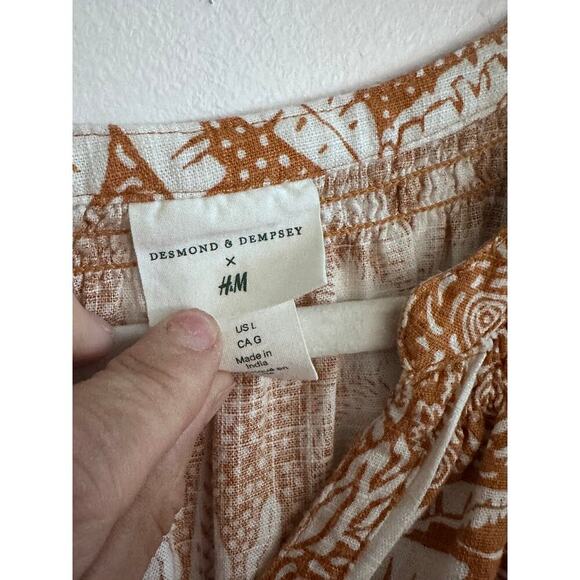 DESMOND & DEMPSEY
×
H&M
US L
CA G
Made in
India